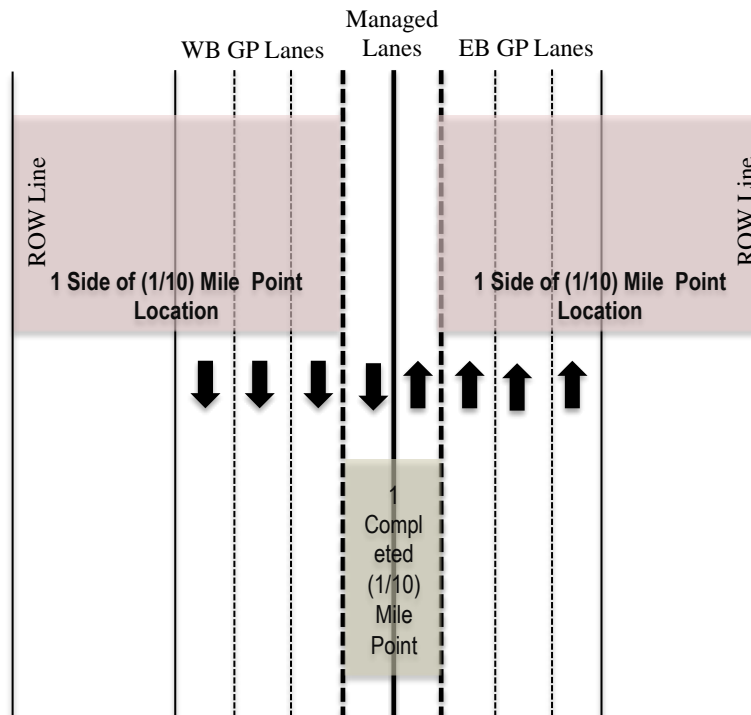 WB GP Lanes
Managed
Lanes
EB GP Lanes
ROW Line
1 Side of (1/10) Mile Point
Location
1 Side of (1/10) Mile Point
Location
ROW Line
1
Compl
eted
(1/10)
Mile
Point